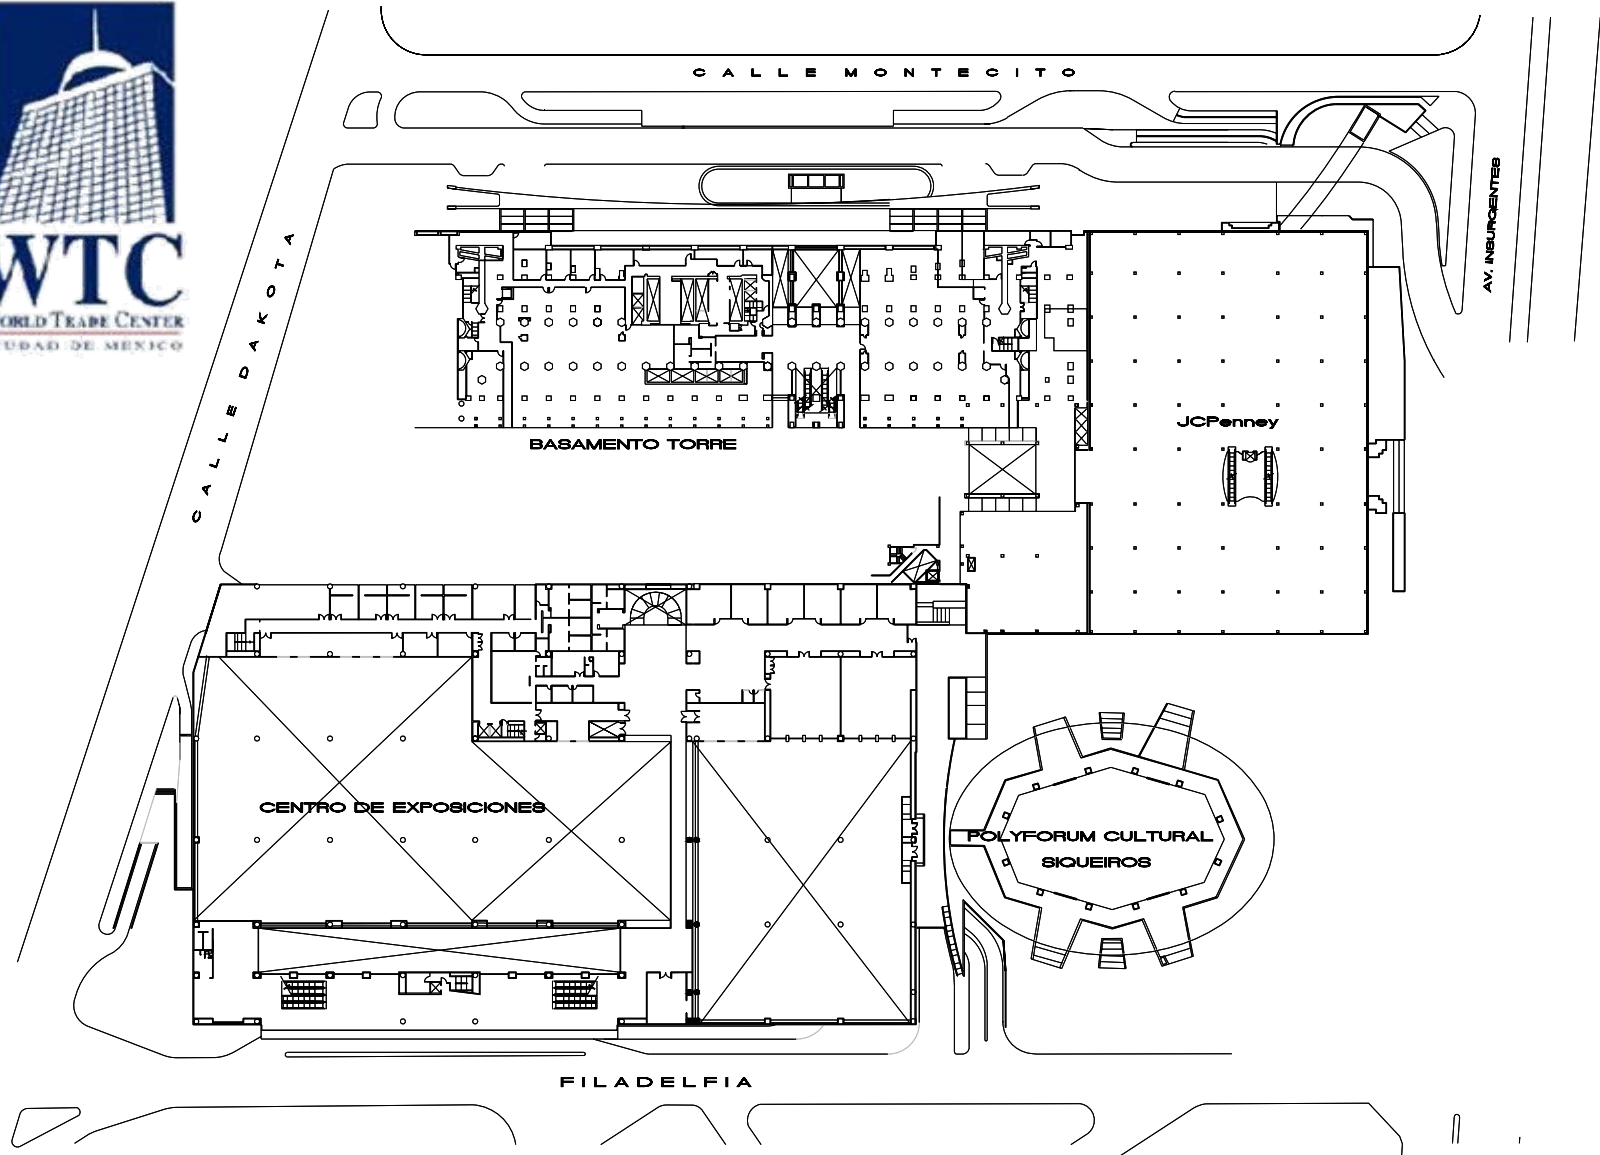 WTC
WORLD TRADE CENTER
CIUDAD DE MÉXICO
CALLE MONTECITO
AV. INSURGENTES
CALLE DAKOTA
JCPenney
BASAMENTO TORRE
CENTRO DE EXPOSICIONES
POLYFORUM CULTURAL
SIQUEIROS
FILADELFIA